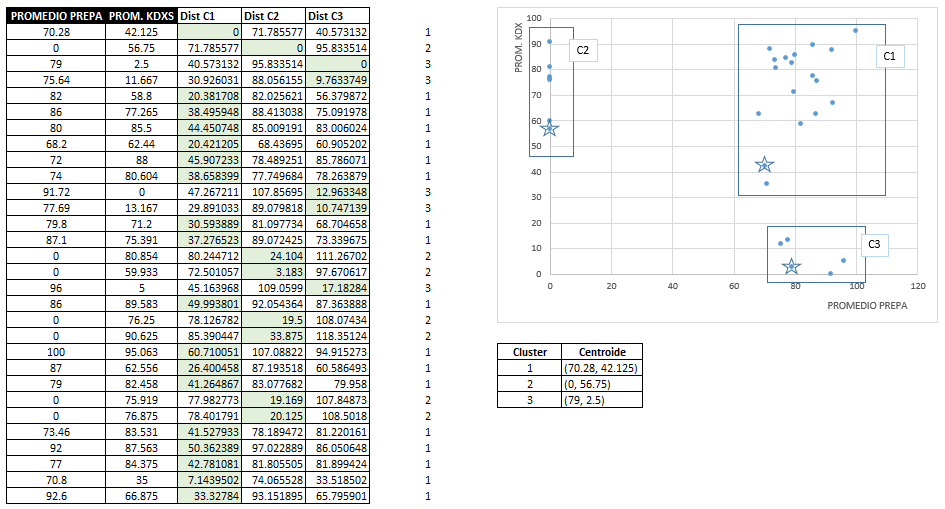 PROMEDIO PREPA PROM. KDXS Dist C1 Dist C2 Dist C3
70.28 42.125 0 71.785577 40.573132 1
0 56.75 71.785577 0 95.833514 2
79 2.5 40.573132 95.833514 0 3
75.64 11.667 30.926031 88.056155 9.7633749 3
82 58.8 20.381708 82.025621 56.379872 1
86 77.265 38.495948 88.413038 75.091978 1
80 85.5 44.450748 85.009191 83.006024 1
68.2 62.44 20.421205 68.43695 60.905202 1
72 88 45.907233 78.489251 85.786071 1
74 80.604 38.658399 77.749684 78.263879 1
91.72 0 47.267211 107.85695 12.963348 3
77.69 13.167 29.891033 89.079818 10.747139 3
79.8 71.2 30.593889 81.097734 68.704658 1
87.1 75.391 37.276523 89.072425 73.339675 1
0 80.854 80.244712 24.104 111.26702 2
0 59.933 72.501057 3.183 97.670617 2
96 5 45.163968 109.0599 17.18284 3
86 89.583 49.993801 92.054364 87.363888 1
0 76.25 78.126782 19.5 108.07434 2
0 90.625 85.390447 33.875 118.35124 2
100 95.063 60.710051 107.08822 94.915273 1
87 62.556 26.400458 87.193518 60.586493 1
79 82.458 41.264867 83.077682 79.958 1
0 75.919 77.982773 19.169 107.84873 2
0 76.875 78.401791 20.125 108.5018 2
73.46 83.531 41.527933 78.189472 81.220161 1
92 87.563 50.362389 97.022889 86.050648 1
77 84.375 42.781081 81.805505 81.899424 1
70.8 35 7.1439502 74.065528 33.518502 1
92.6 66.875 33.32784 93.151895 65.795901 1
PROM. KDX
100
90
80
70
60
50
40
30
20
10
0
0 20 40 60 80 100 120
PROMEDIO PREPA
C2
C1
C3
Cluster Centroide
1 (70.28, 42.125)
2 (0, 56.75)
3 (79, 2.5)